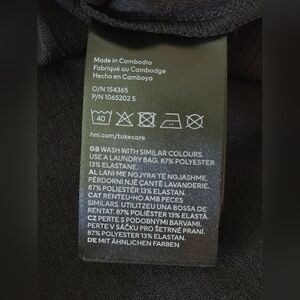 Made in Cambodia
Fabriqué au Cambodge
Hecho en Camboya
O/N 154365
P/N 1065202 S
40
hm.com/takecare
GB WASH WITH SIMILAR COLOURS.
USE A LAUNDRY BAG. 87% POLYESTER
13% ELASTANE.
AL LANI ME NGJYRA TË NGJASHME.
PËRDORNI NJË ÇANTË LAVANDERIE.
87% POLIESTËR 13% ELASTAN.
CAT RENTEU-HO AMB PECES
SIMILARS. UTILITZEU UNA BOSSA DE
RENTAT. 87% POLIÈSTER 13% ELASTÀ.
CZ PERTE S PODOBNÝMI BARVAMI.
PERTE V SÁČKU PRO ŠETRNÉ PRANÍ.
87% POLYESTER 13% ELASTAN.
DE MIT ÄHNLICHEN FARBEN